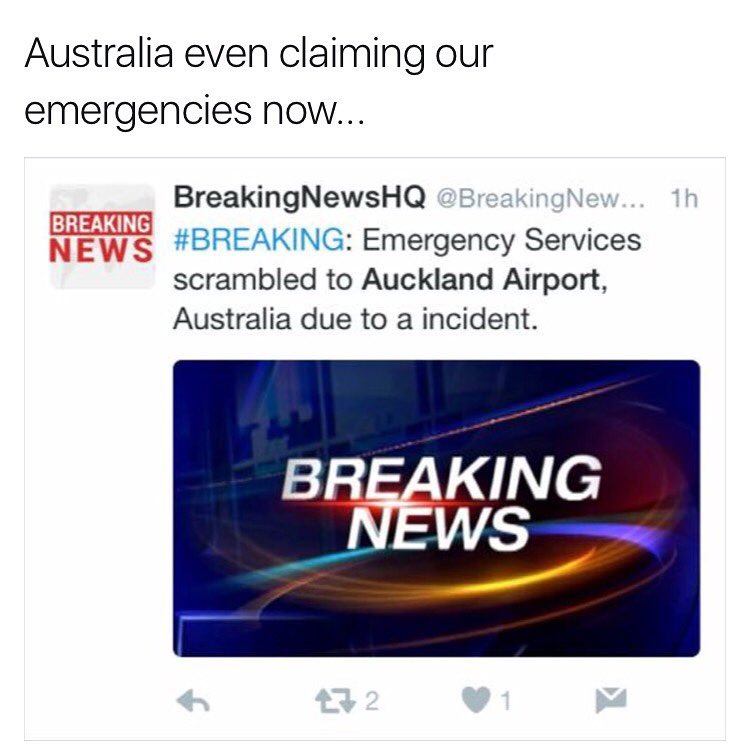 Australia even claiming our
emergencies now...
BREAKING
NEWS
BreakingNewsHQ @BreakingNew... 1h
#BREAKING: Emergency Services
scrambled to Auckland Airport,
Australia due to a incident.
BREAKING
NEWS
2 1